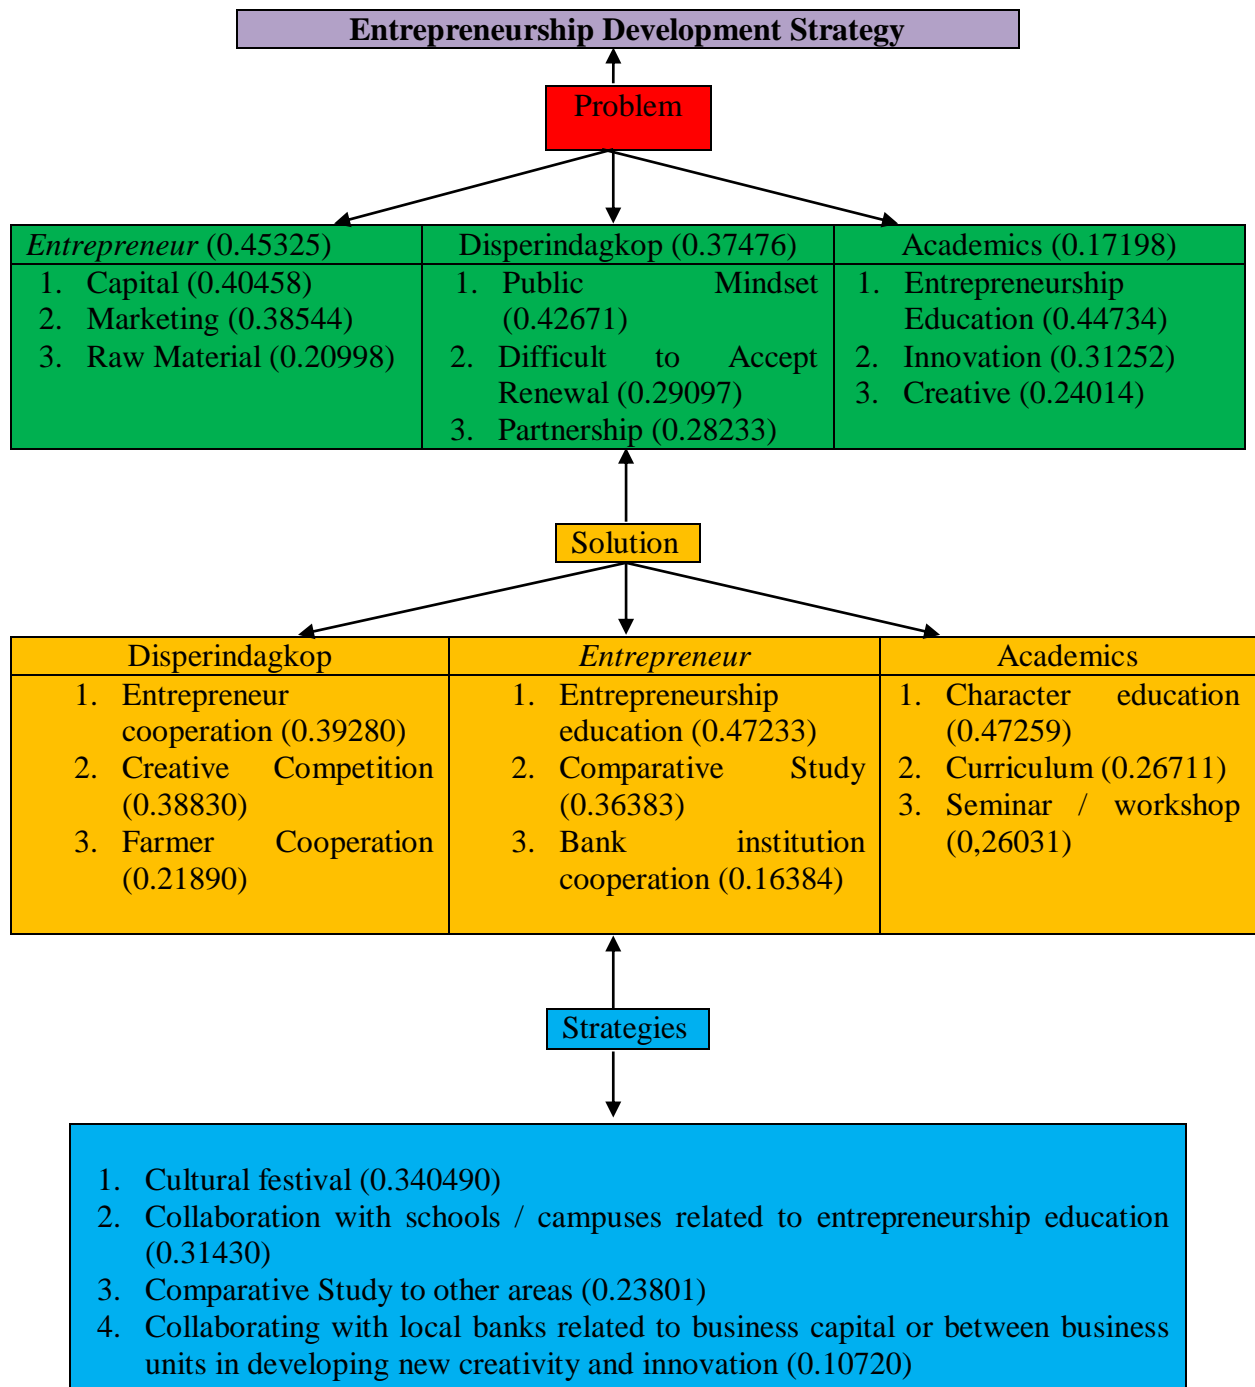 Entrepreneurship Development Strategy
Problem
Entrepreneur (0.45325)
1. Capital (0.40458)
2. Marketing (0.38544)
3. Raw Material (0.20998)
Disperindagkop (0.37476)
1. Public Mindset
(0.42671)
2. Difficult to Accept
Renewal (0.29097)
3. Partnership (0.28233)
Academics (0.17198)
1. Entrepreneurship
Education (0.44734)
2. Innovation (0.31252)
3. Creative (0.24014)
Solution
Disperindagkop
1. Entrepreneur
cooperation (0.39280)
2. Creative Competition
(0.38830)
3. Farmer Cooperation
(0.21890)
Entrepreneur
1. Entrepreneurship
education (0.47233)
2. Comparative Study
(0.36383)
3. Bank institution
cooperation (0.16384)
Academics
1. Character education
(0.47259)
2. Curriculum (0.26711)
3. Seminar / workshop
(0,26031)
Strategies
1. Cultural festival (0.340490)
2. Collaboration with schools / campuses related to entrepreneurship education
(0.31430)
3. Comparative Study to other areas (0.23801)
4. Collaborating with local banks related to business capital or between business
units in developing new creativity and innovation (0.10720)